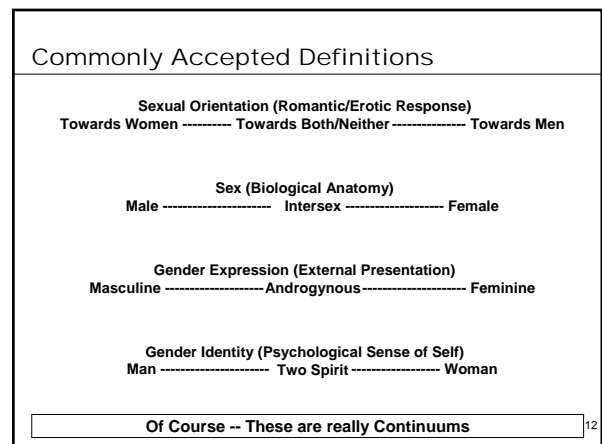 Commonly Accepted Definitions
Sexual Orientation (Romantic/Erotic Response)
Towards Women ---------- Towards Both/Neither --------------- Towards Men
Sex (Biological Anatomy)
Male ---------------------- Intersex -------------------- Female
Gender Expression (External Presentation)
Masculine --------------------Androgynous--------------------- Feminine
Gender Identity (Psychological Sense of Self)
Man ---------------------- Two Spirit------------------ Woman
Of Course -- These are really Continuums
12